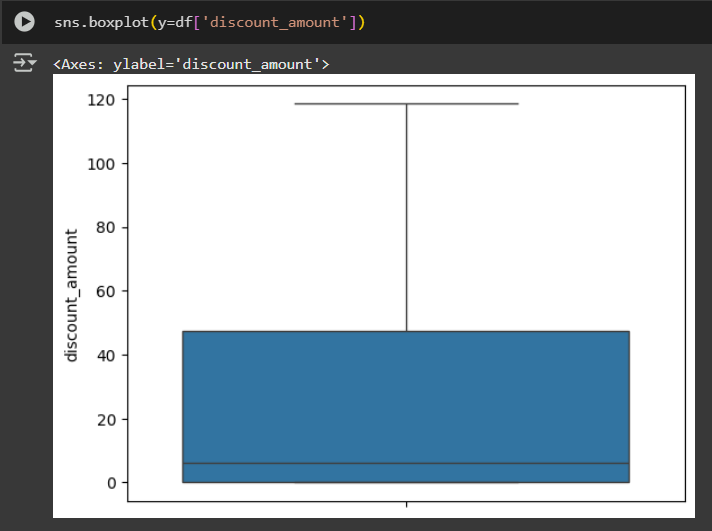 sns.boxplot(y=df['discount_amount'])
<Axes: ylabel='discount_amount'>
120
100
80
60
40
20
0
discount_amount